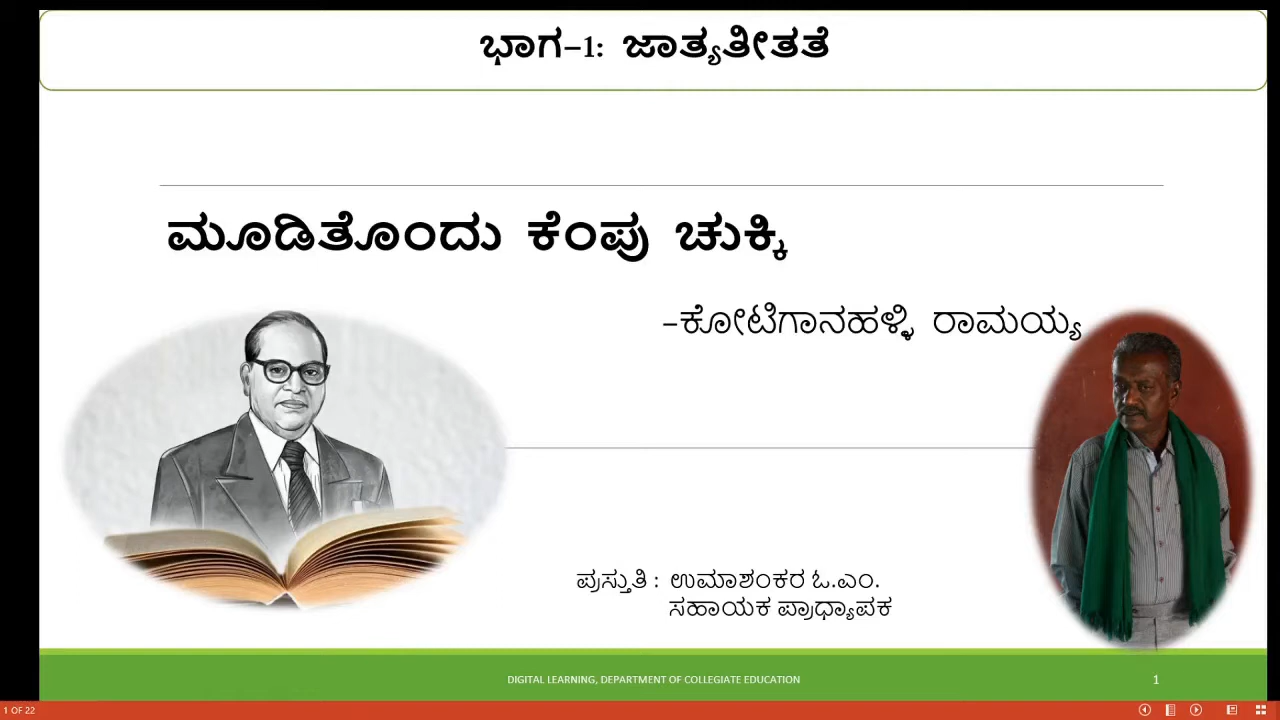 ಭಾಗ–1: ಜಾತ್ಯತೀತತೆ
ಮೂಡಿತೊಂದು ಕೆಂಪು ಚುಕ್ಕಿ
–ಕೋಟಿಗಾನಹಳ್ಳಿ ರಾಮಯ್ಯ
ಪ್ರಸ್ತುತಿ : ಉಮಾಶಂಕರ ಓ.ಎಂ.
ಸಹಾಯಕ ಪ್ರಾಧ್ಯಾಪಕ
DIGITAL LEARNING, DEPARTMENT OF COLLEGIATE EDUCATION 1
1 OF 22